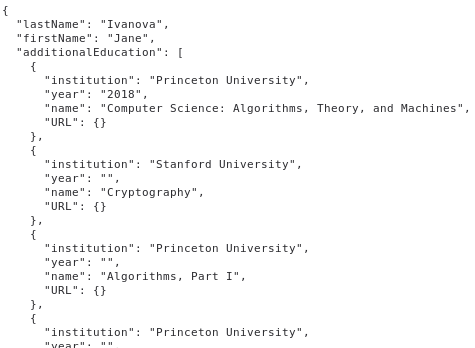 {
"lastName": "Ivanova",
"firstName": "Jane",
"additionalEducation": [
{
"institution": "Princeton University",
"year": "2018",
"name": "Computer Science: Algorithms, Theory, and Machines",
"URL": {}
},
{
"institution": "Stanford University",
"year": "",
"name": "Cryptography",
"URL": {}
},
{
"institution": "Princeton University",
"year": "",
"name": "Algorithms, Part I",
"URL": {}
},
{
"institution": "Princeton University",
"year": ""